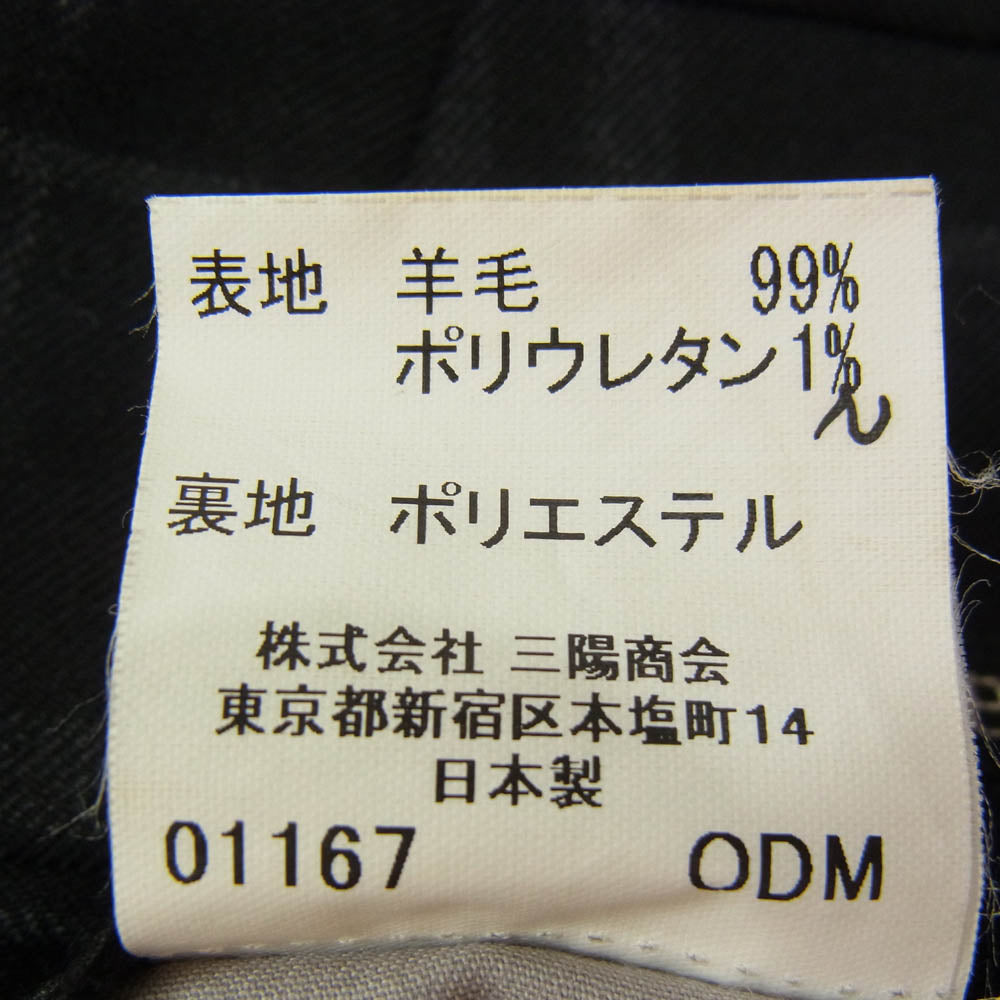 表地 羊毛 99%
ポリウレタン1%
ん
裏地 ポリエステル
株式会社 三陽商会
東京都新宿区本塩町14
日本製
01167 ODM